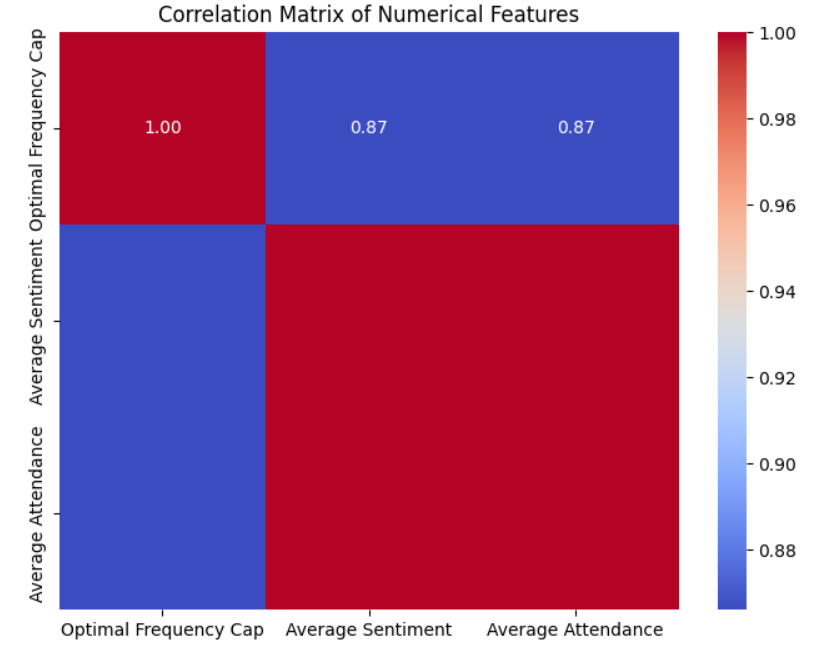 Correlation Matrix of Numerical Features
Optimal Frequency Cap
Average Sentiment
Average Attendance
1.00 0.87 0.87
Optimal Frequency Cap Average Sentiment Average Attendance
1.00
0.98
0.96
0.94
0.92
0.90
0.88